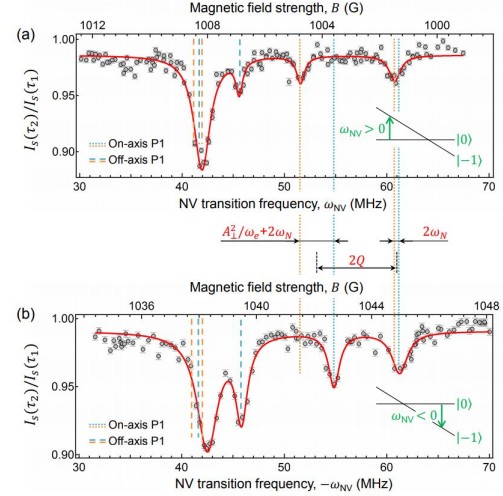 Magnetic field strength, B (G)
1012 1008 1004 1000
(a)
1.00
0.95
0.90
I_s(τ_2)/I_s(τ_1)
On-axis P1
Off-axis P1
ω_NV > 0
|0⟩
|−1⟩
30 40 50 60 70
NV transition frequency, ω_NV (MHz)
A_⊥^2/ω_e+2ω_N
2ω_N
2Q
Magnetic field strength, B (G)
1036 1040 1044 1048
(b)
1.00
0.95
0.90
I_s(τ_2)/I_s(τ_1)
On-axis P1
Off-axis P1
ω_NV < 0
|0⟩
|−1⟩
30 40 50 60 70
NV transition frequency, −ω_NV (MHz)